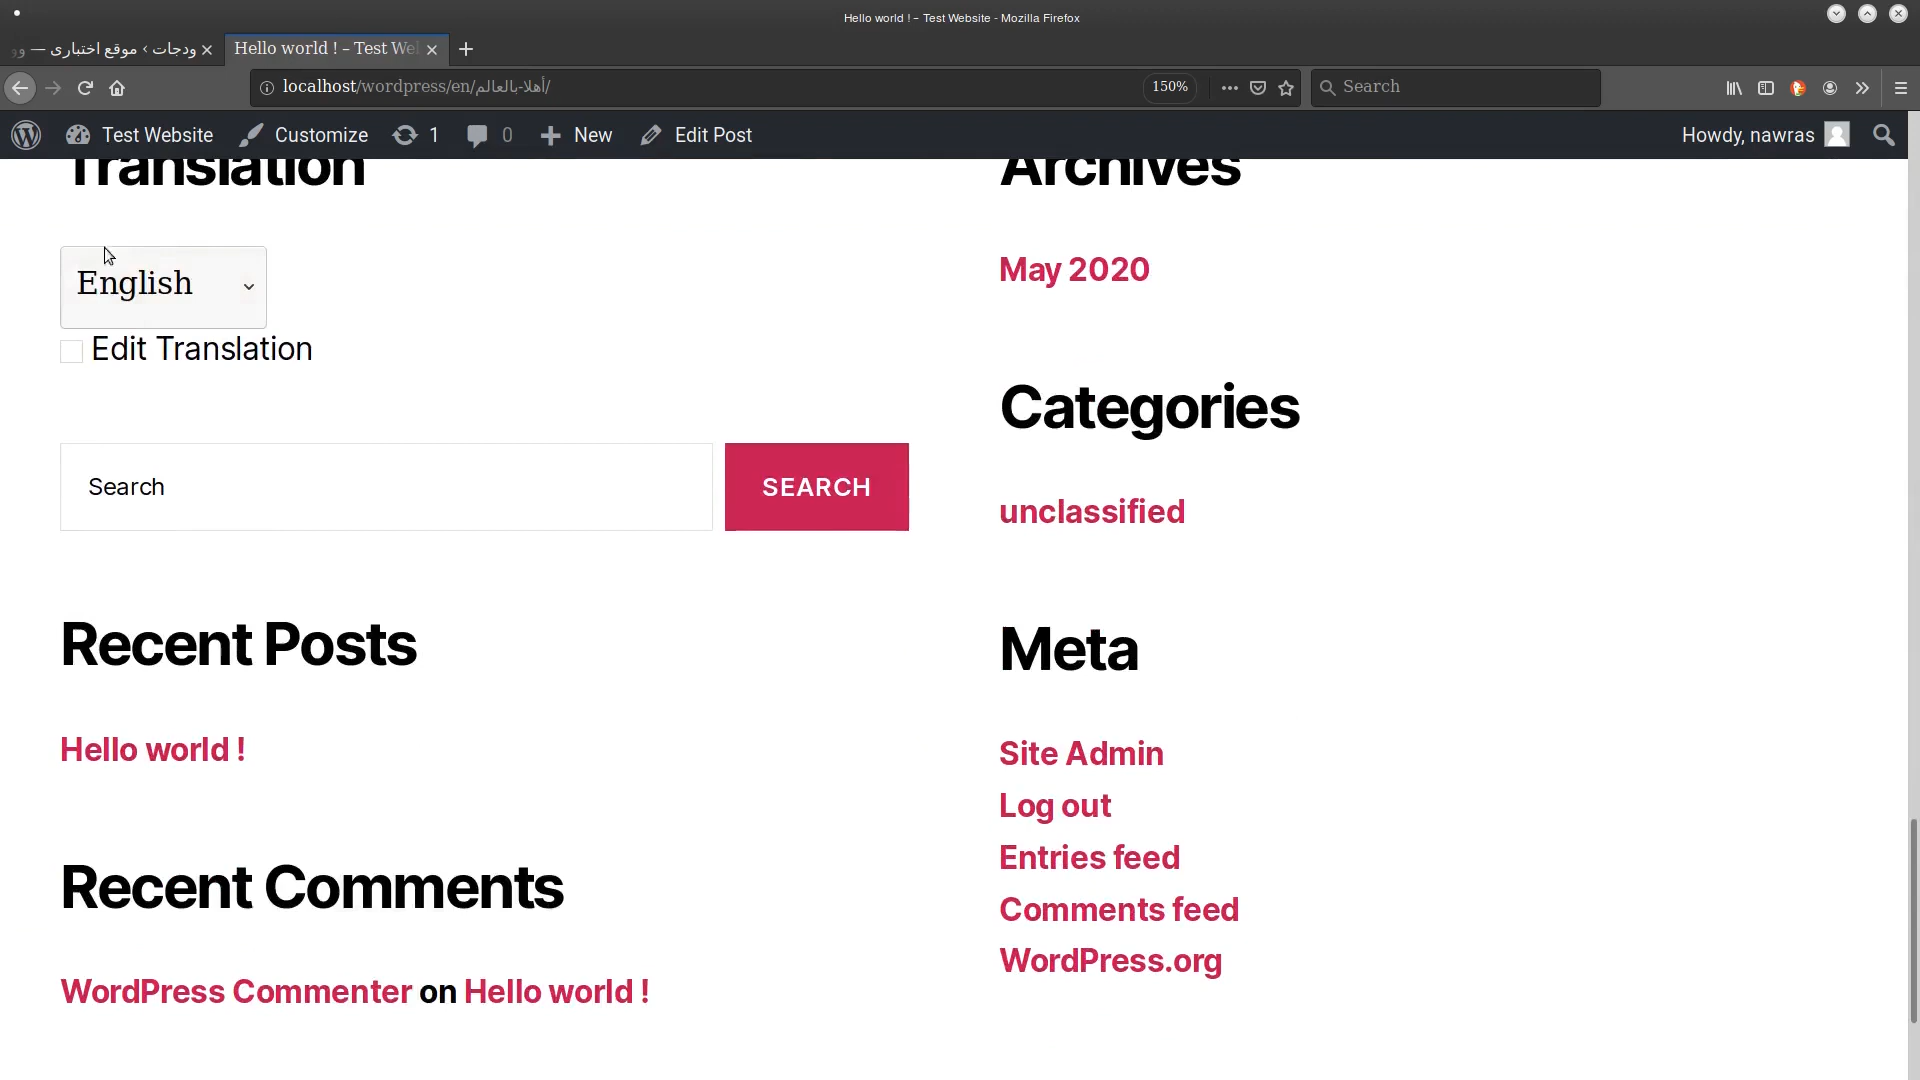 Hello world ! – Test Website - Mozilla Firefox
ودجات ‹ موقع اختبارى —
Hello world ! – Test We
localhost/wordpress/en/أهلا-بالعالم/
150%
Search
Test Website
Customize
1
0
New
Edit Post
Howdy, nawras
Translation
English
Edit Translation
Search
SEARCH
Recent Posts
Hello world !
Recent Comments
WordPress Commenter on Hello world !
Archives
May 2020
Categories
unclassified
Meta
Site Admin
Log out
Entries feed
Comments feed
WordPress.org